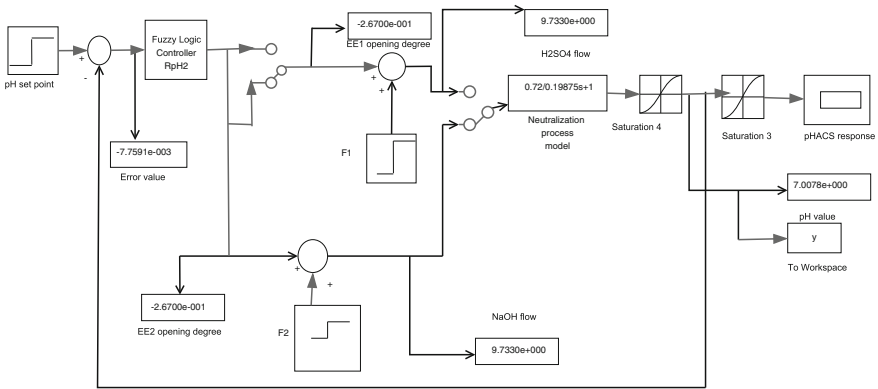 -2.6700e-001
EE1 opening degree
9.7330e+000
H2SO4 flow
Fuzzy Logic
Controller
RpH2
pH set point
+
-
+
+
0.72/0.19875s+1
Neutralization
process
model
Saturation 4
Saturation 3
pHACS response
-7.7591e-003
Error value
F1
7.0078e+000
pH value
y
To Workspace
+
+
-2.6700e-001
EE2 opening degree
F2
NaOH flow
9.7330e+000